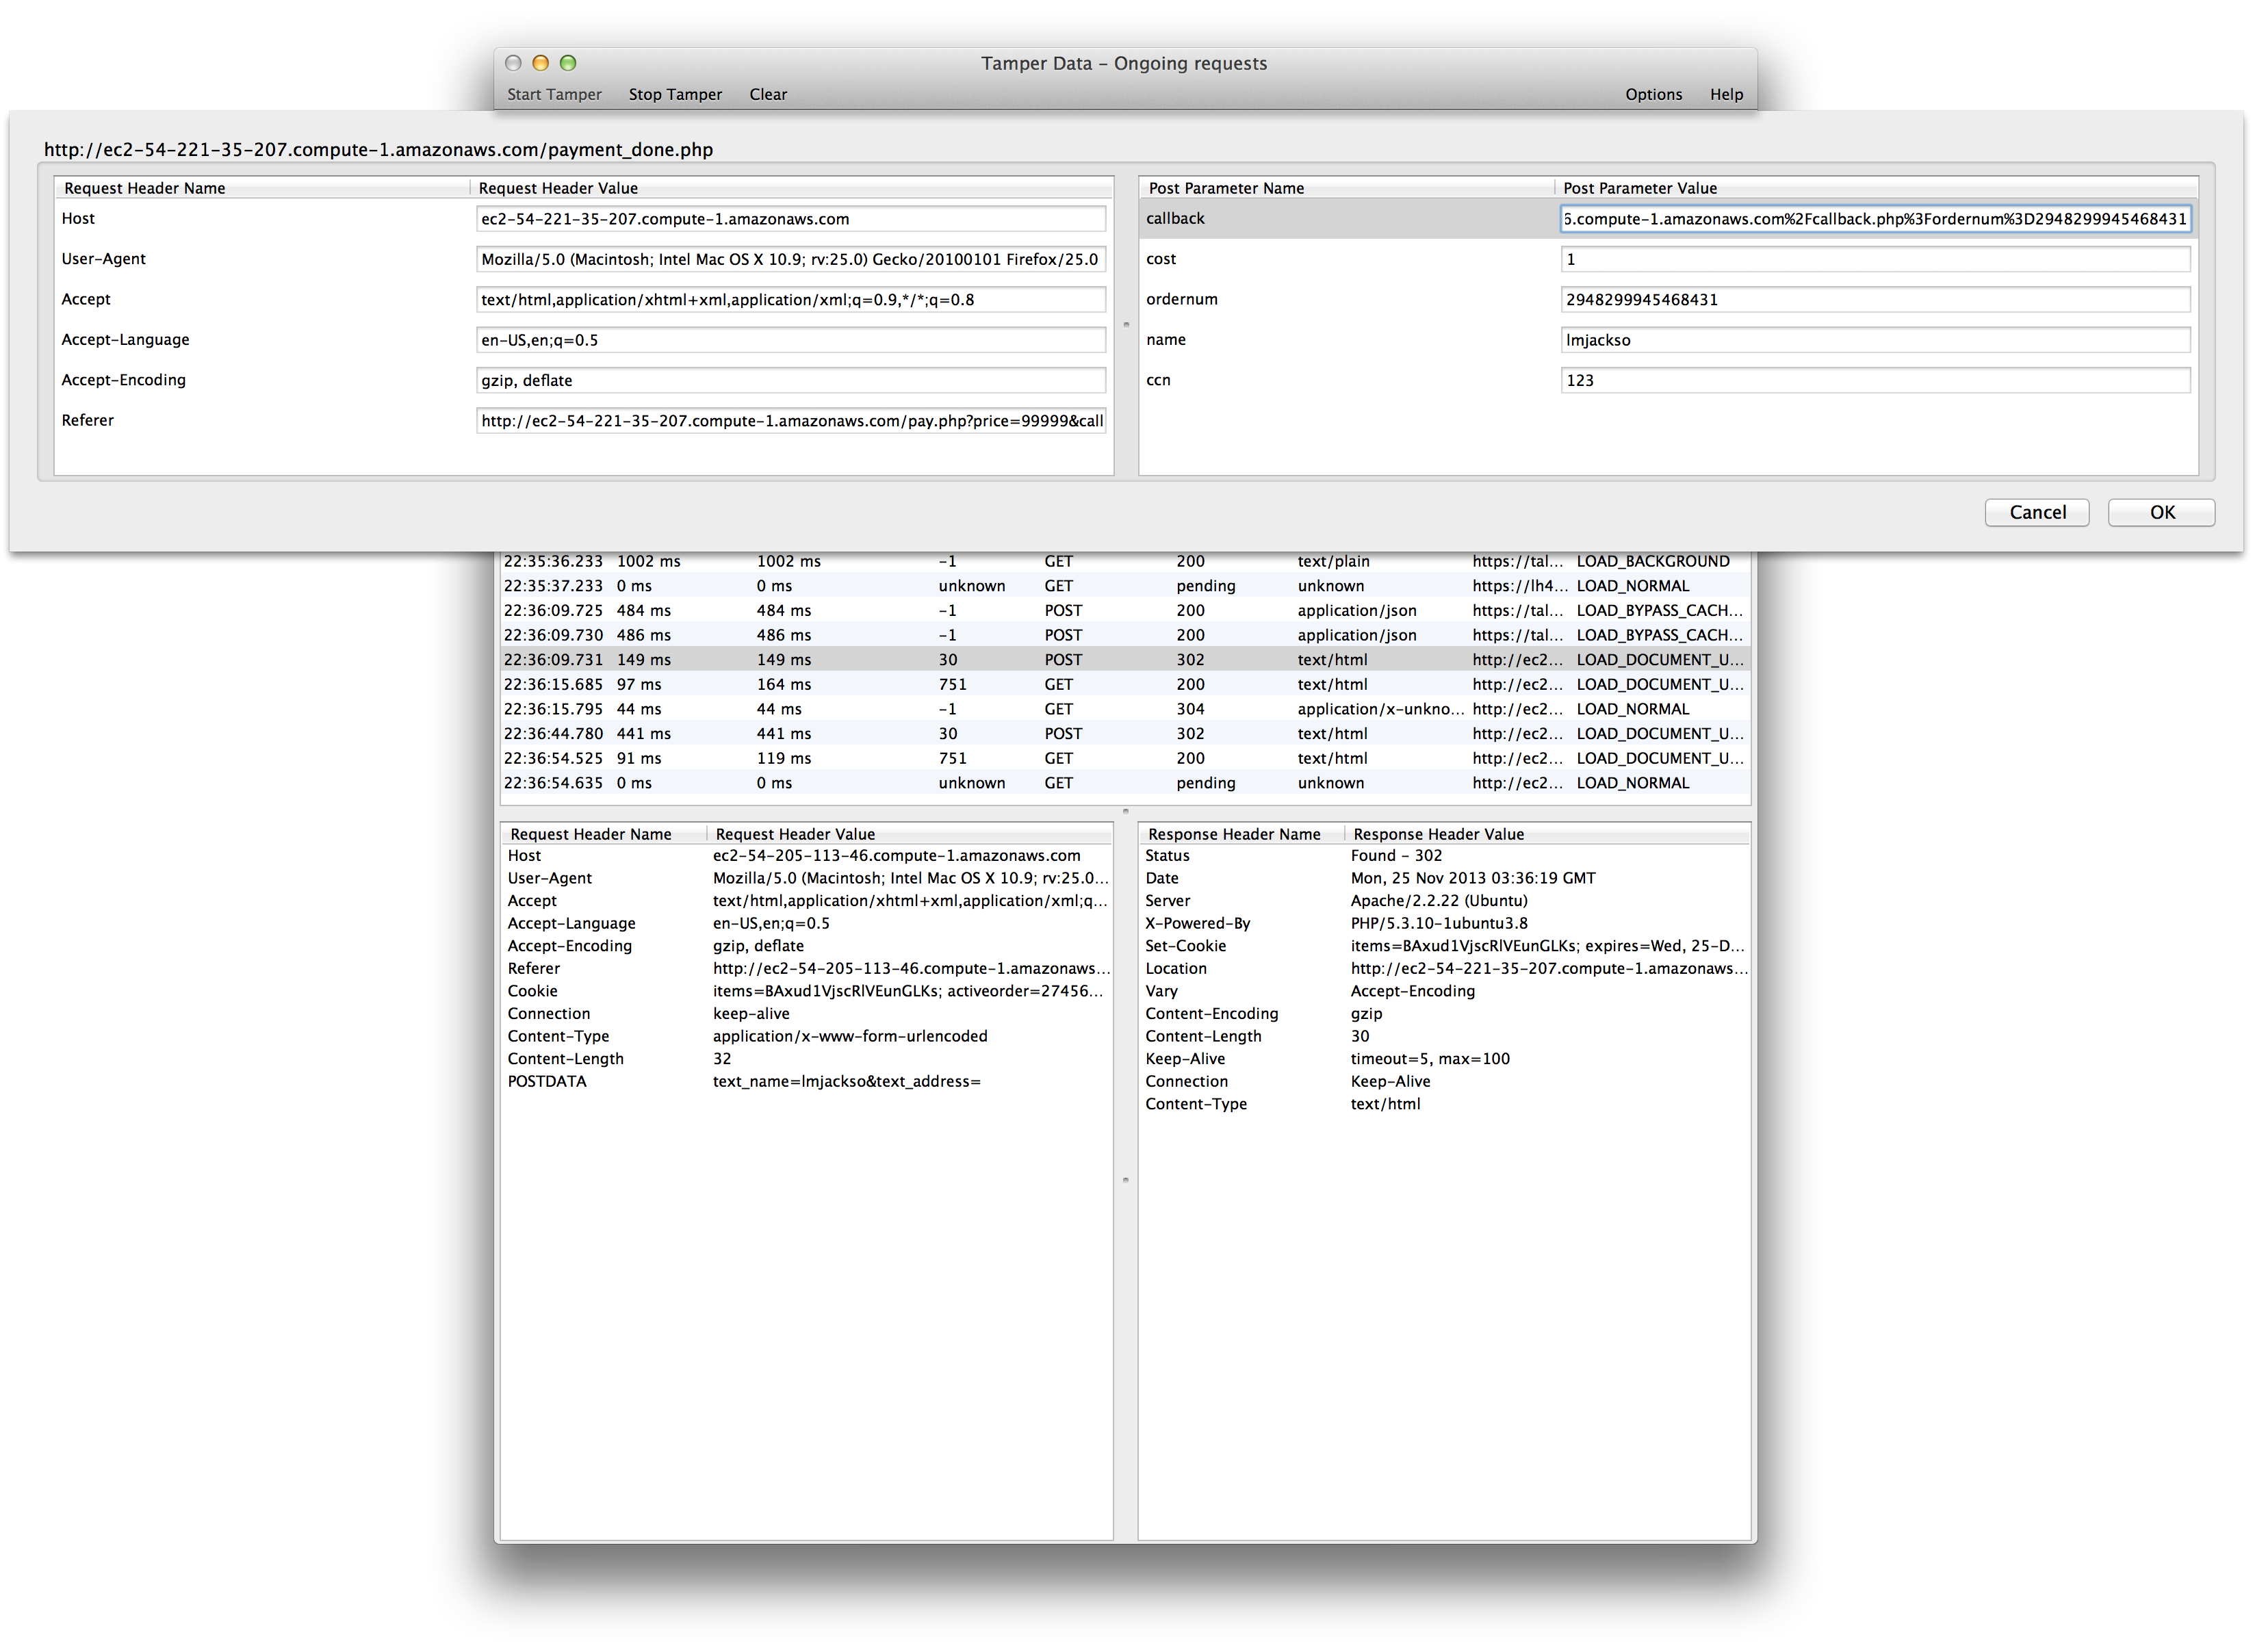 Tamper Data – Ongoing requests
Start Tamper Stop Tamper Clear Options Help
http://ec2-54-221-35-207.compute-1.amazonaws.com/payment_done.php
Request Header Name Request Header Value Post Parameter Name Post Parameter Value
Host ec2-54-221-35-207.compute-1.amazonaws.com callback 6.compute-1.amazonaws.com%2Fcallback.php%3Fordernum%3D2948299945468431
User-Agent Mozilla/5.0 (Macintosh; Intel Mac OS X 10.9; rv:25.0) Gecko/20100101 Firefox/25.0 cost 1
Accept text/html,application/xhtml+xml,application/xml;q=0.9,*/*;q=0.8 ordernum 2948299945468431
Accept-Language en-US,en;q=0.5 name lmjackso
Accept-Encoding gzip, deflate ccn 123
Referer http://ec2-54-221-35-207.compute-1.amazonaws.com/pay.php?price=99999&call
Cancel OK
22:35:36.233 1002 ms 1002 ms -1 GET 200 text/plain https://tal... LOAD_BACKGROUND
22:35:37.233 0 ms 0 ms unknown GET pending unknown https://lh4... LOAD_NORMAL
22:36:09.725 484 ms 484 ms -1 POST 200 application/json https://tal... LOAD_BYPASS_CACH...
22:36:09.730 486 ms 486 ms -1 POST 200 application/json https://tal... LOAD_BYPASS_CACH...
22:36:09.731 149 ms 149 ms 30 POST 302 text/html http://ec2... LOAD_DOCUMENT_U...
22:36:15.685 97 ms 164 ms 751 GET 200 text/html http://ec2... LOAD_DOCUMENT_U...
22:36:15.795 44 ms 44 ms -1 GET 304 application/x-unkno... http://ec2... LOAD_NORMAL
22:36:44.780 441 ms 441 ms 30 POST 302 text/html http://ec2... LOAD_DOCUMENT_U...
22:36:54.525 91 ms 119 ms 751 GET 200 text/html http://ec2... LOAD_DOCUMENT_U...
22:36:54.635 0 ms 0 ms unknown GET pending unknown http://ec2... LOAD_NORMAL
Request Header Name Request Header Value
Host ec2-54-205-113-46.compute-1.amazonaws.com
User-Agent Mozilla/5.0 (Macintosh; Intel Mac OS X 10.9; rv:25.0...
Accept text/html,application/xhtml+xml,application/xml;q...
Accept-Language en-US,en;q=0.5
Accept-Encoding gzip, deflate
Referer http://ec2-54-205-113-46.compute-1.amazonaws...
Cookie items=BAxud1VjscRlVEunGLKs; activeorder=27456...
Connection keep-alive
Content-Type application/x-www-form-urlencoded
Content-Length 32
POSTDATA text_name=lmjackso&text_address=
Response Header Name Response Header Value
Status Found - 302
Date Mon, 25 Nov 2013 03:36:19 GMT
Server Apache/2.2.22 (Ubuntu)
X-Powered-By PHP/5.3.10-1ubuntu3.8
Set-Cookie items=BAxud1VjscRlVEunGLKs; expires=Wed, 25-D...
Location http://ec2-54-221-35-207.compute-1.amazonaws...
Vary Accept-Encoding
Content-Encoding gzip
Content-Length 30
Keep-Alive timeout=5, max=100
Connection Keep-Alive
Content-Type text/html